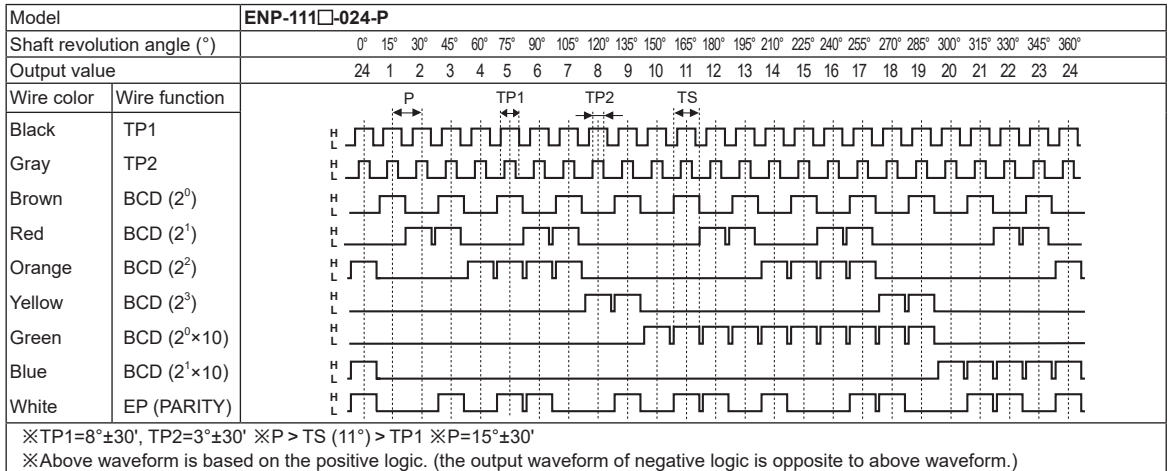 Model ENP-111□-024-P
Shaft revolution angle (°) 0° 15° 30° 45° 60° 75° 90° 105° 120° 135° 150° 165° 180° 195° 210° 225° 240° 255° 270° 285° 300° 315° 330° 345° 360°
Output value 24 1 2 3 4 5 6 7 8 9 10 11 12 13 14 15 16 17 18 19 20 21 22 23 24
Wire color Wire function P TP1 TP2 TS
Black TP1 H L
Gray TP2 H L
Brown BCD (2⁰) H L
Red BCD (2¹) H L
Orange BCD (2²) H L
Yellow BCD (2³) H L
Green BCD (2⁰×10) H L
Blue BCD (2¹×10) H L
White EP (PARITY) H L
※TP1=8°±30', TP2=3°±30' ※P > TS (11°) > TP1 ※P=15°±30'
※Above waveform is based on the positive logic. (the output waveform of negative logic is opposite to above waveform.)